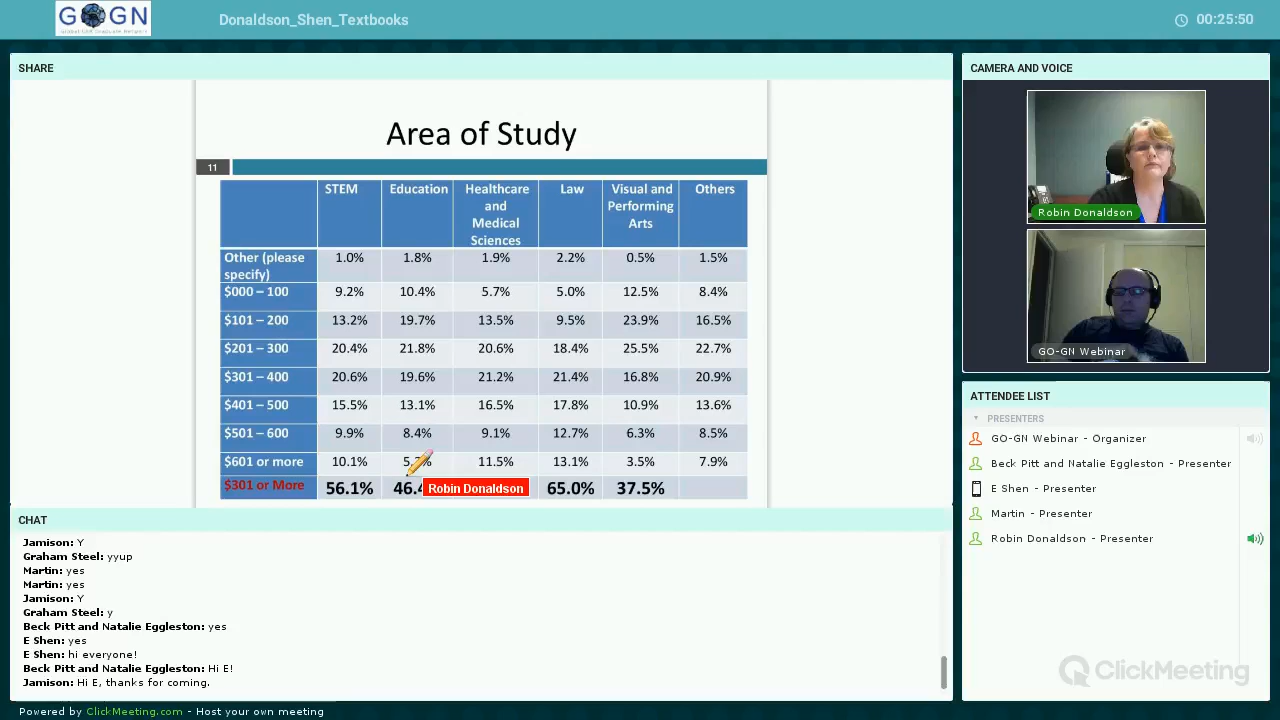 GOGN
Global OER Graduate Network
Donaldson_Shen_Textbooks
00:25:50
SHARE
Area of Study
11
STEM Education Healthcare and Medical Sciences Law Visual and Performing Arts Others
Other (please specify) 1.0% 1.8% 1.9% 2.2% 0.5% 1.5%
$000 – 100 9.2% 10.4% 5.7% 5.0% 12.5% 8.4%
$101 – 200 13.2% 19.7% 13.5% 9.5% 23.9% 16.5%
$201 – 300 20.4% 21.8% 20.6% 18.4% 25.5% 22.7%
$301 – 400 20.6% 19.6% 21.2% 21.4% 16.8% 20.9%
$401 – 500 15.5% 13.1% 16.5% 17.8% 10.9% 13.6%
$501 – 600 9.9% 8.4% 9.1% 12.7% 6.3% 8.5%
$601 or more 10.1% 11.5% 13.1% 3.5% 7.9%
$301 or More 56.1% 46. 65.0% 37.5%
Robin Donaldson
CAMERA AND VOICE
Robin Donaldson
GO-GN Webinar
ATTENDEE LIST
PRESENTERS
GO-GN Webinar - Organizer
Beck Pitt and Natalie Eggleston - Presenter
E Shen - Presenter
Martin - Presenter
Robin Donaldson - Presenter
ClickMeeting
CHAT
Jamison: Y
Graham Steel: yyup
Martin: yes
Martin: yes
Jamison: Y
Graham Steel: y
Beck Pitt and Natalie Eggleston: yes
E Shen: yes
E Shen: hi everyone!
Beck Pitt and Natalie Eggleston: Hi E!
Jamison: Hi E, thanks for coming.
Powered by ClickMeeting.com - Host your own meeting